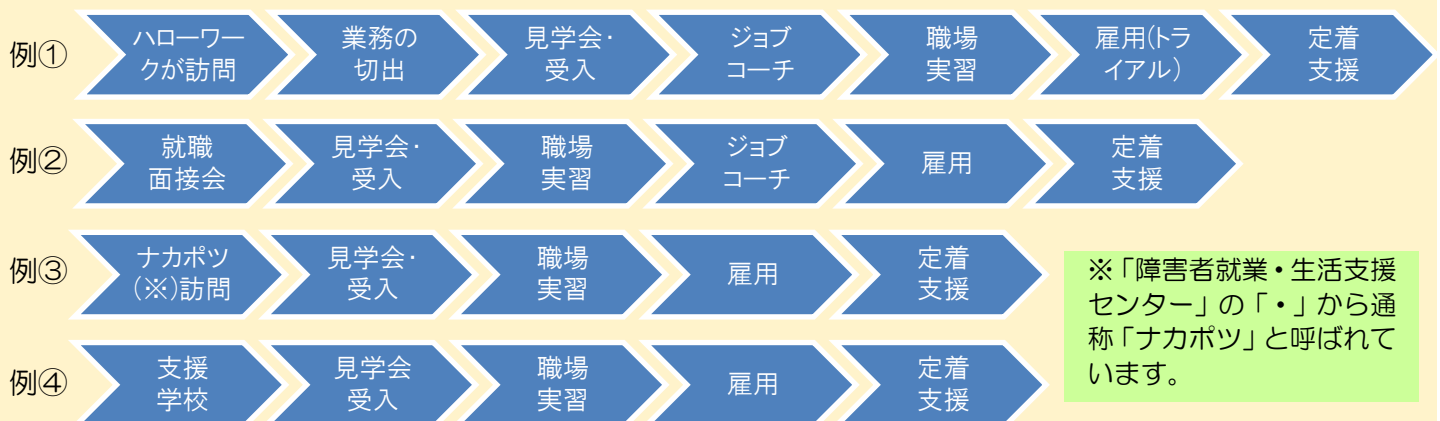 例①
ハローワー
クが訪問
業務の
切出
見学会・
受入
ジョブ
コーチ
職場
実習
雇用(トラ
イアル)
定着
支援
例②
就職
面接会
見学会・
受入
職場
実習
ジョブ
コーチ
雇用
定着
支援
例③
ナカポツ
(※)訪問
見学会・
受入
職場
実習
雇用
定着
支援
※「障害者就業・生活支援
センター」の「・」から通
称「ナカポツ」と呼ばれて
います。
例④
支援
学校
見学会
受入
職場
実習
雇用
定着
支援